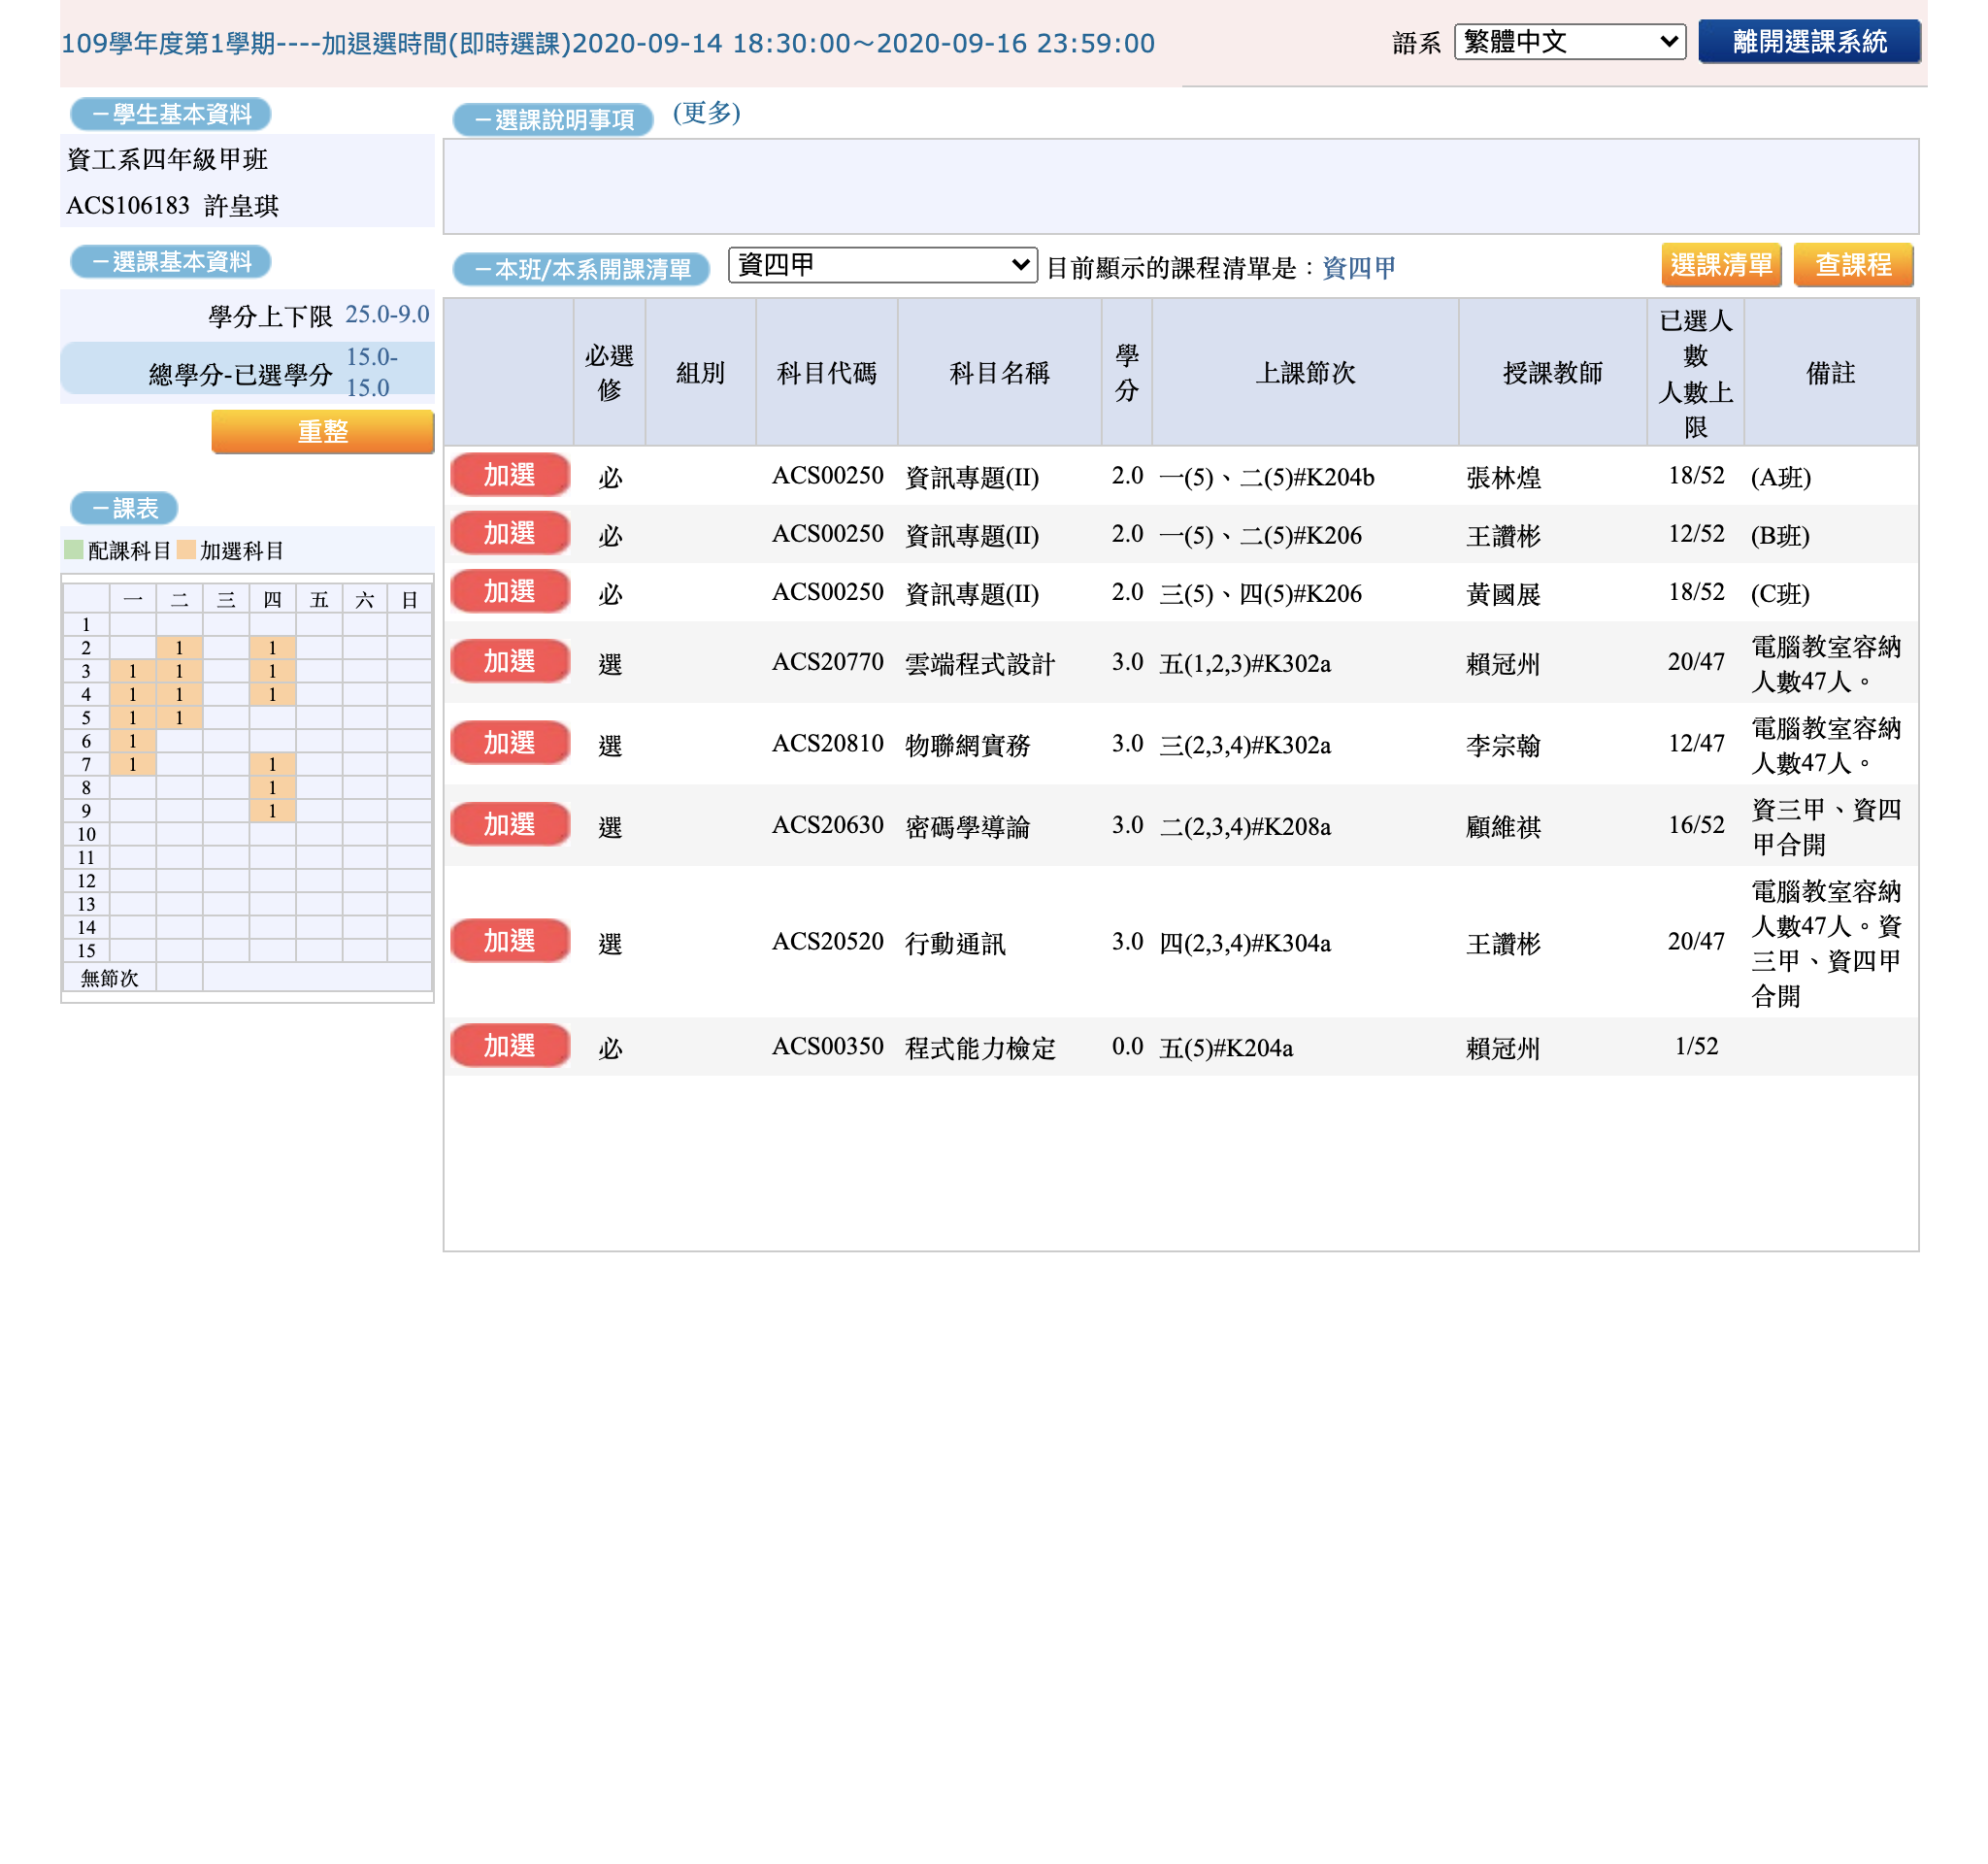 109學年度第1學期----加退選時間(即時選課)2020-09-14 18:30:00～2020-09-16 23:59:00
語系 繁體中文 離開選課系統
－學生基本資料
資工系四年級甲班
ACS106183 許皇琪
－選課基本資料
學分上下限 25.0-9.0
總學分-已選學分 15.0-
15.0
重整
－課表
配課科目 加選科目
一 二 三 四 五 六 日
1
2 1 1
3 1 1 1
4 1 1 1
5 1 1
6 1
7 1 1
8 1
9 1
10
11
12
13
14
15
無節次
－選課說明事項 (更多)
－本班/本系開課清單 資四甲 目前顯示的課程清單是：資四甲 選課清單 查課程
必選
修
組別
科目代碼
科目名稱
學
分
上課節次
授課教師
已選人
數
人數上
限
備註
加選 必 ACS00250 資訊專題(II) 2.0 一(5)、二(5)#K204b 張林煌 18/52 (A班)
加選 必 ACS00250 資訊專題(II) 2.0 一(5)、二(5)#K206 王讚彬 12/52 (B班)
加選 必 ACS00250 資訊專題(II) 2.0 三(5)、四(5)#K206 黃國展 18/52 (C班)
加選 選 ACS20770 雲端程式設計 3.0 五(1,2,3)#K302a 賴冠州 20/47 電腦教室容納
人數47人。
加選 選 ACS20810 物聯網實務 3.0 三(2,3,4)#K302a 李宗翰 12/47 電腦教室容納
人數47人。
加選 選 ACS20630 密碼學導論 3.0 二(2,3,4)#K208a 顧維祺 16/52 資三甲、資四
甲合開
加選 選 ACS20520 行動通訊 3.0 四(2,3,4)#K304a 王讚彬 20/47 電腦教室容納
人數47人。資
三甲、資四甲
合開
加選 必 ACS00350 程式能力檢定 0.0 五(5)#K204a 賴冠州 1/52